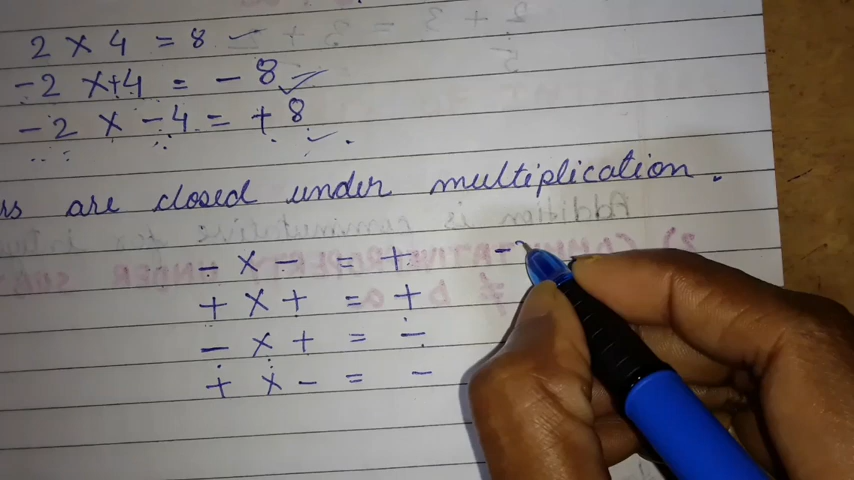 2 × 4 = 8
-2 × +4 = - 8
-2 × -4 = + 8
are closed under multiplication.
- × - = +
+ × + = +
- × + = -
+ × - = -